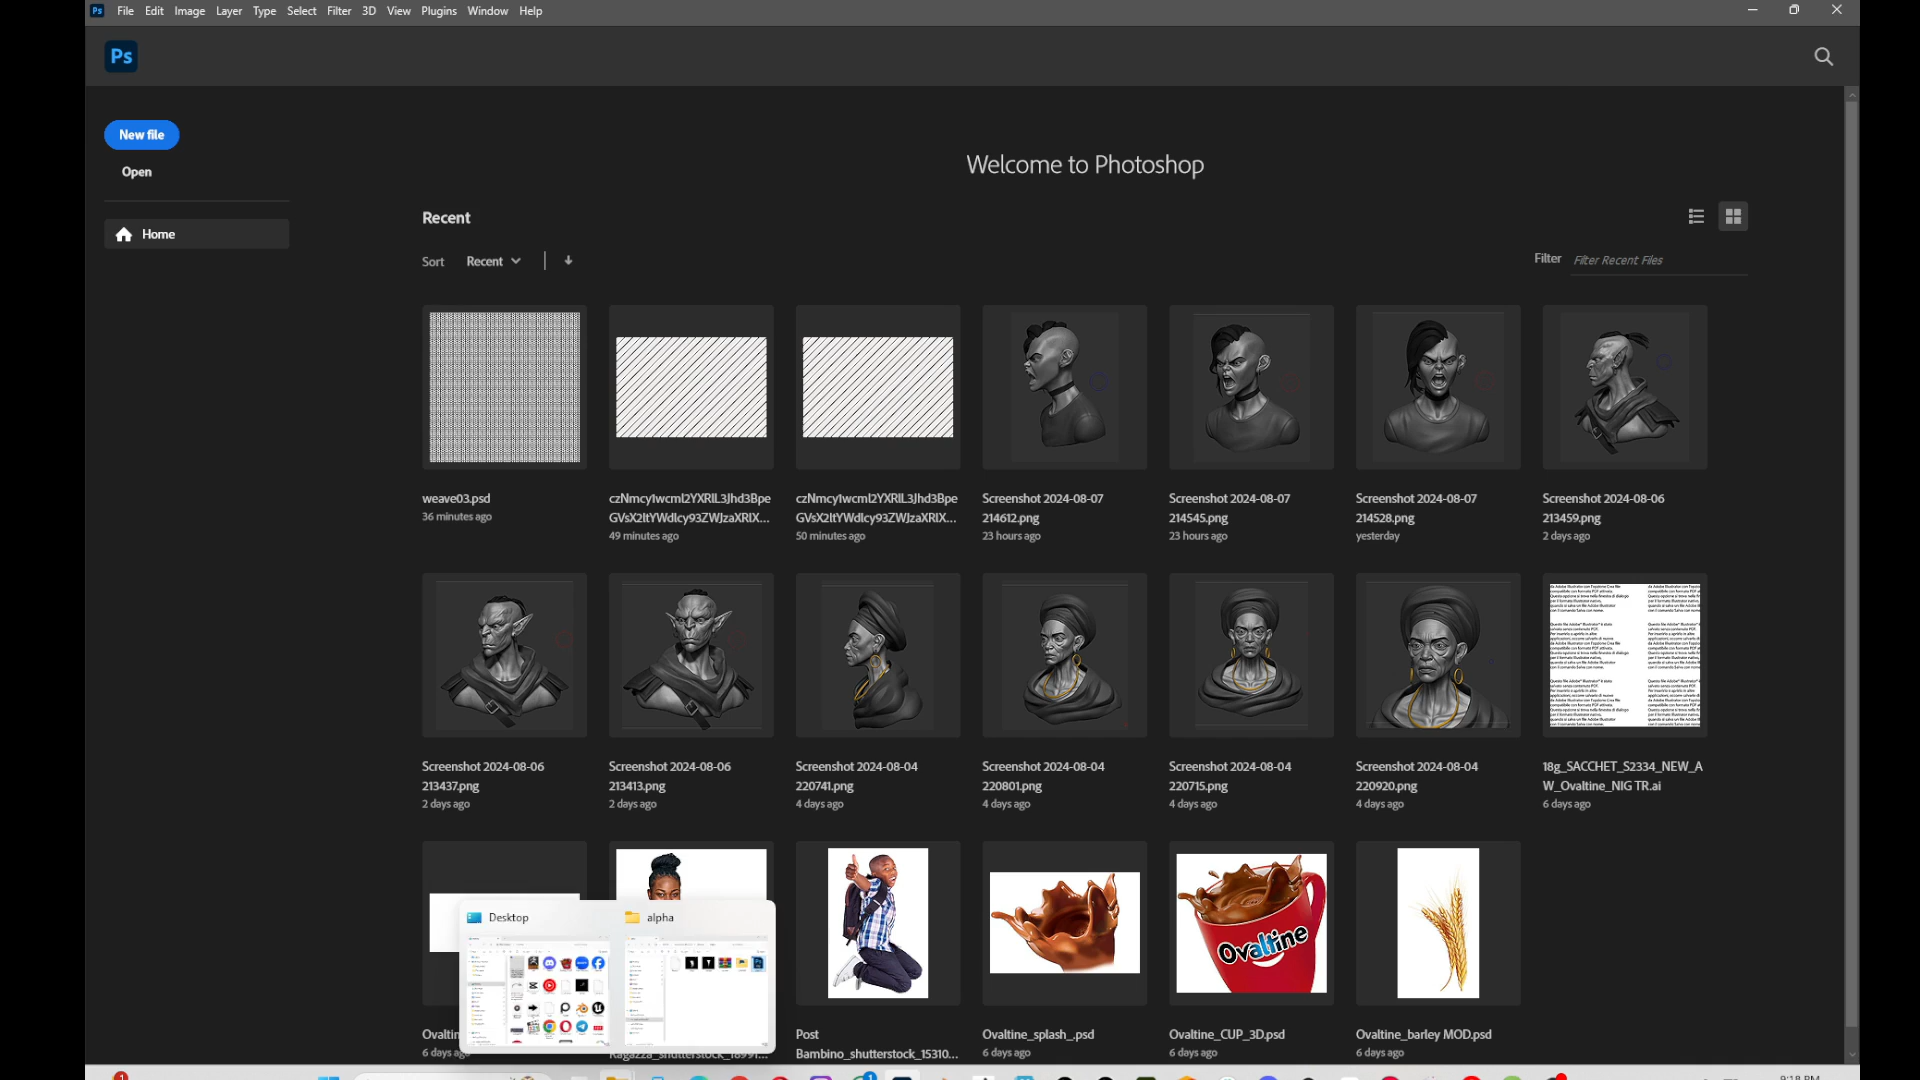 Ps File Edit Image Layer Type Select Filter 3D View Plugins Window Help
Ps
New file
Open
Home
Welcome to Photoshop
Recent
Sort Recent
Filter Filter Recent Files
weave03.psd
36 minutes ago
49 minutes ago
50 minutes ago
Screenshot 2024-08-07
214612.png
23 hours ago
Screenshot 2024-08-07
214545.png
23 hours ago
Screenshot 2024-08-07
214528.png
yesterday
Screenshot 2024-08-06
213459.png
2 days ago
Screenshot 2024-08-06
213437.png
2 days ago
Screenshot 2024-08-06
213413.png
2 days ago
Screenshot 2024-08-04
220741.png
4 days ago
Screenshot 2024-08-04
220801.png
4 days ago
Screenshot 2024-08-04
220715.png
4 days ago
Screenshot 2024-08-04
220920.png
4 days ago
18g_SACCHET_S2334_NEW_A
W_Ovaltine_NIG TR.ai
6 days ago
Desktop
alpha
Ovaltine
6 days
Post
Bambino_shutterstock_15310...
Ovaltine_splash_.psd
6 days ago
Ovaltine_CUP_3D.psd
6 days ago
Ovaltine_barley MOD.psd
6 days ago